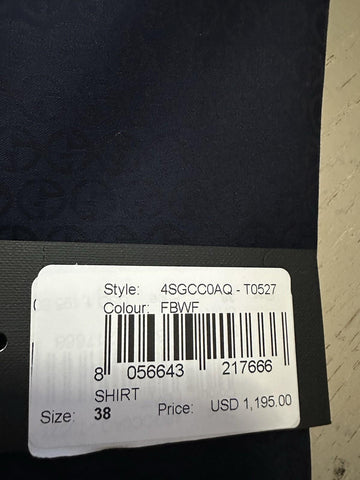 Style: 4SGCC0AQ - T0527
Colour: FBWF
8 056643 217666
SHIRT
Size: 38 Price: USD 1,195.00